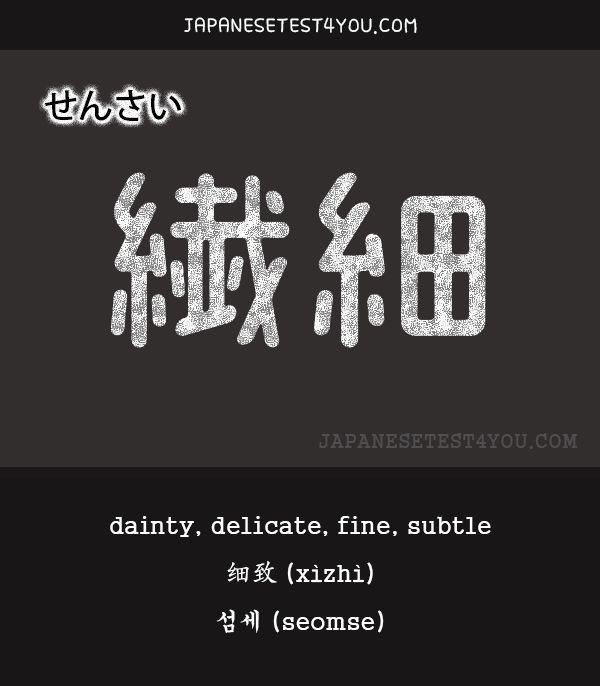 JAPANESETEST4YOU.COM
せんさい
繊細
JAPANESETEST4YOU.COM
dainty, delicate, fine, subtle
细致 (xìzhì)
섬세 (seomse)